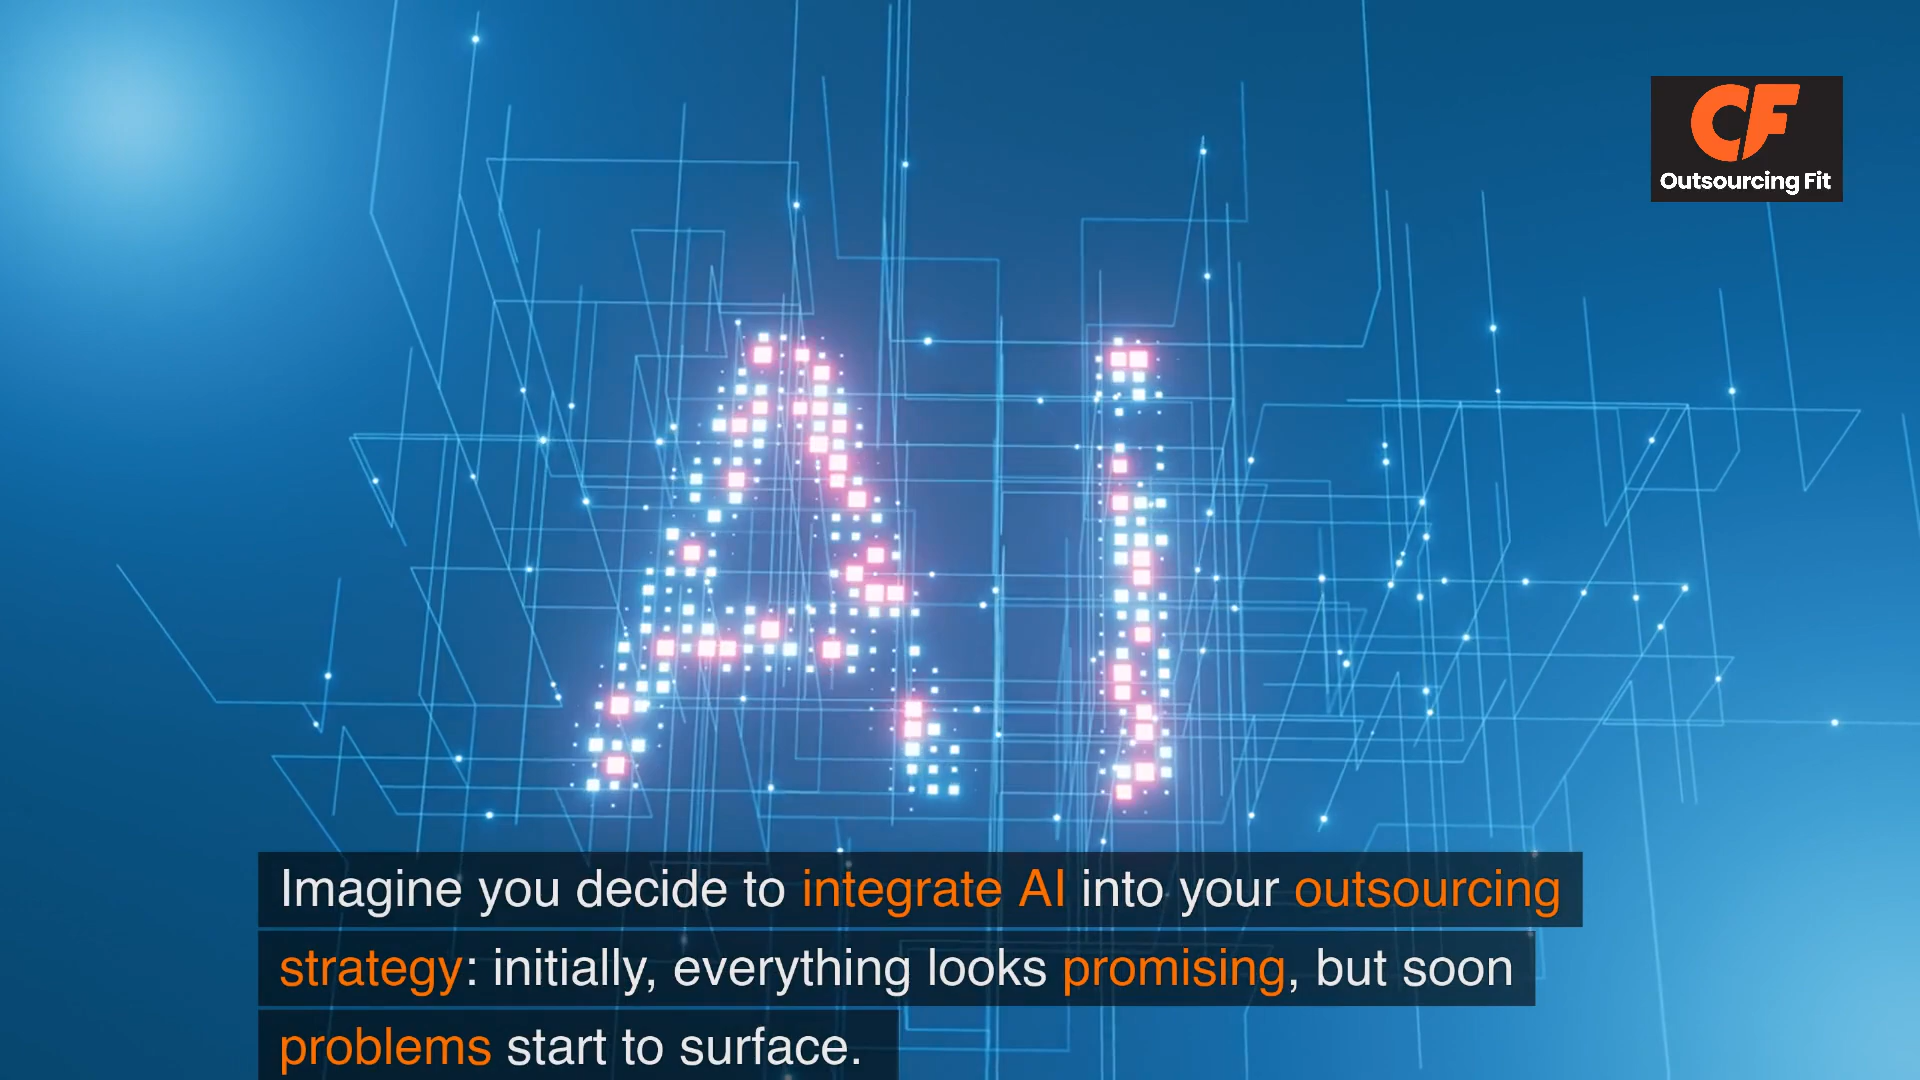 CF
Outsourcing Fit
AI
Imagine you decide to integrate AI into your outsourcing
strategy: initially, everything looks promising, but soon
problems start to surface.